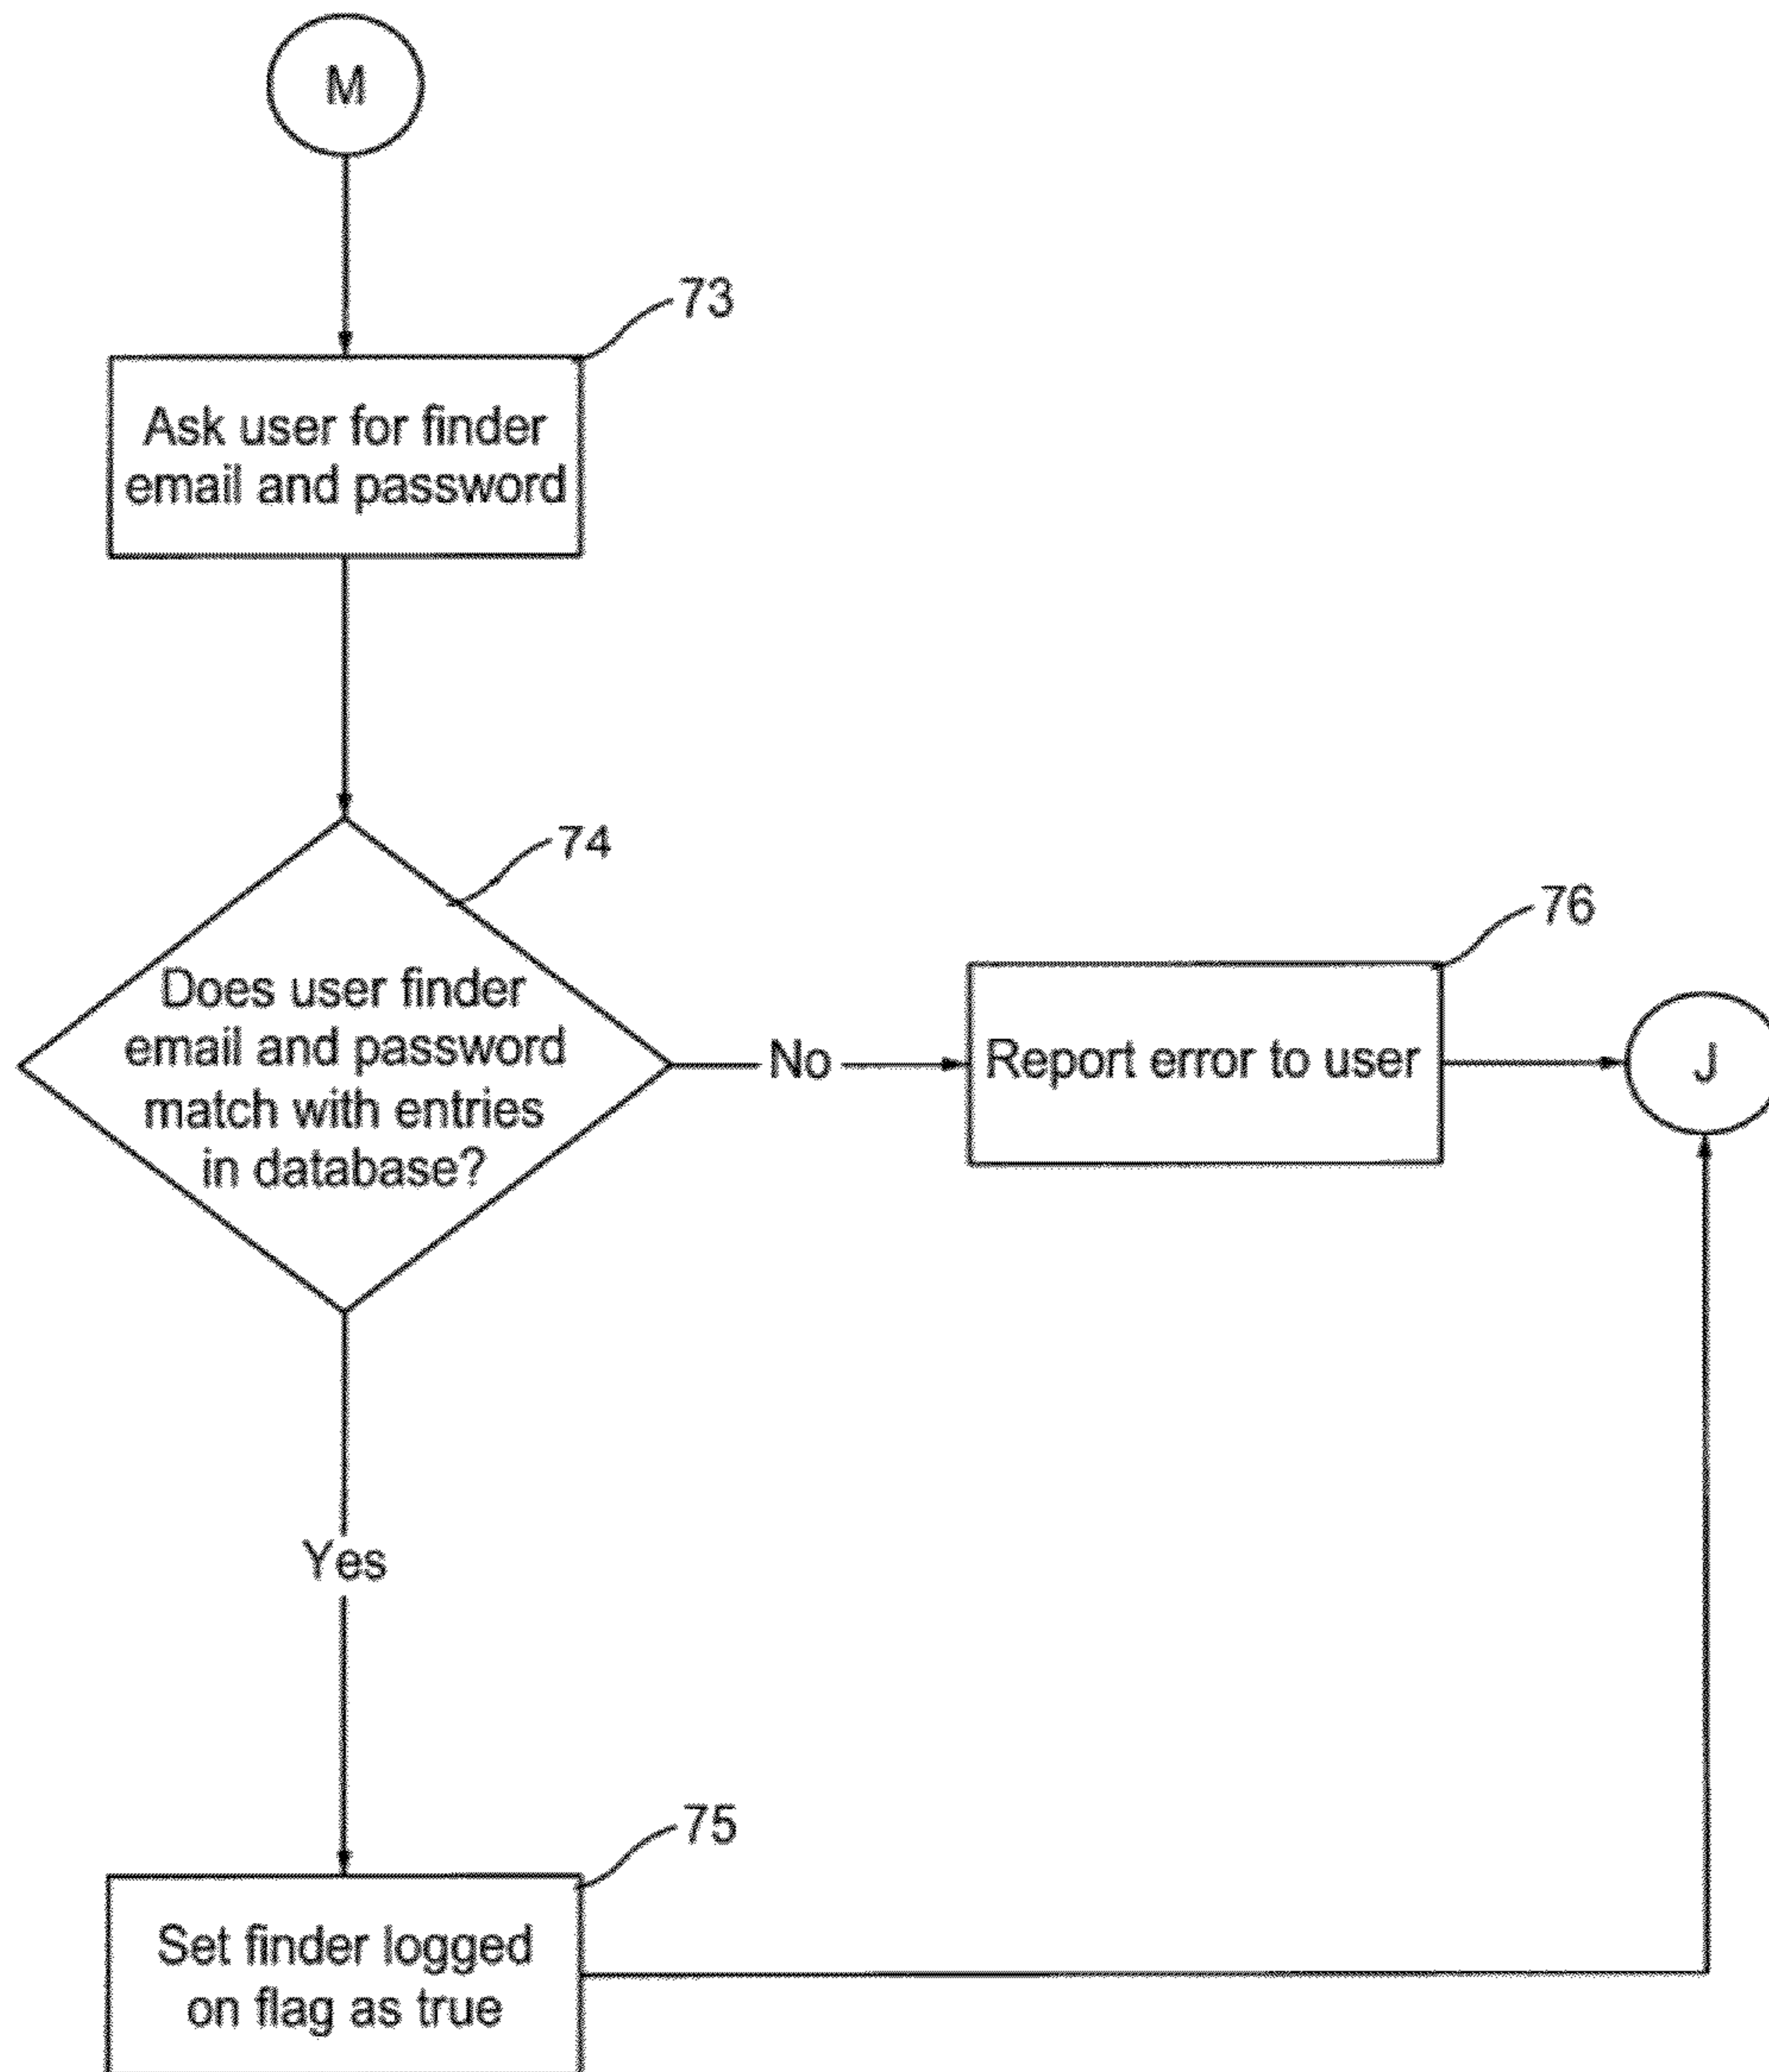 M
73
Ask user for finder
email and password
74
Does user finder
email and password
match with entries
in database?
No
76
Report error to user
J
Yes
75
Set finder logged
on flag as true